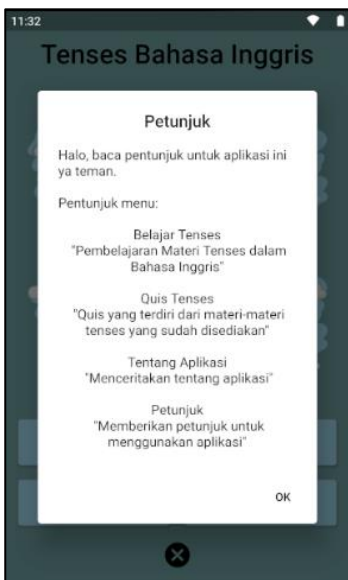 11:32
Tenses Bahasa Inggris
Petunjuk
Halo, baca pentunjuk untuk aplikasi ini
ya teman.
Pentunjuk menu:
Belajar Tenses
"Pembelajaran Materi Tenses dalam
Bahasa Inggris"
Quis Tenses
"Quis yang terdiri dari materi-materi
tenses yang sudah disediakan"
Tentang Aplikasi
"Menceritakan tentang aplikasi"
Petunjuk
"Memberikan petunjuk untuk
menggunakan aplikasi"
OK